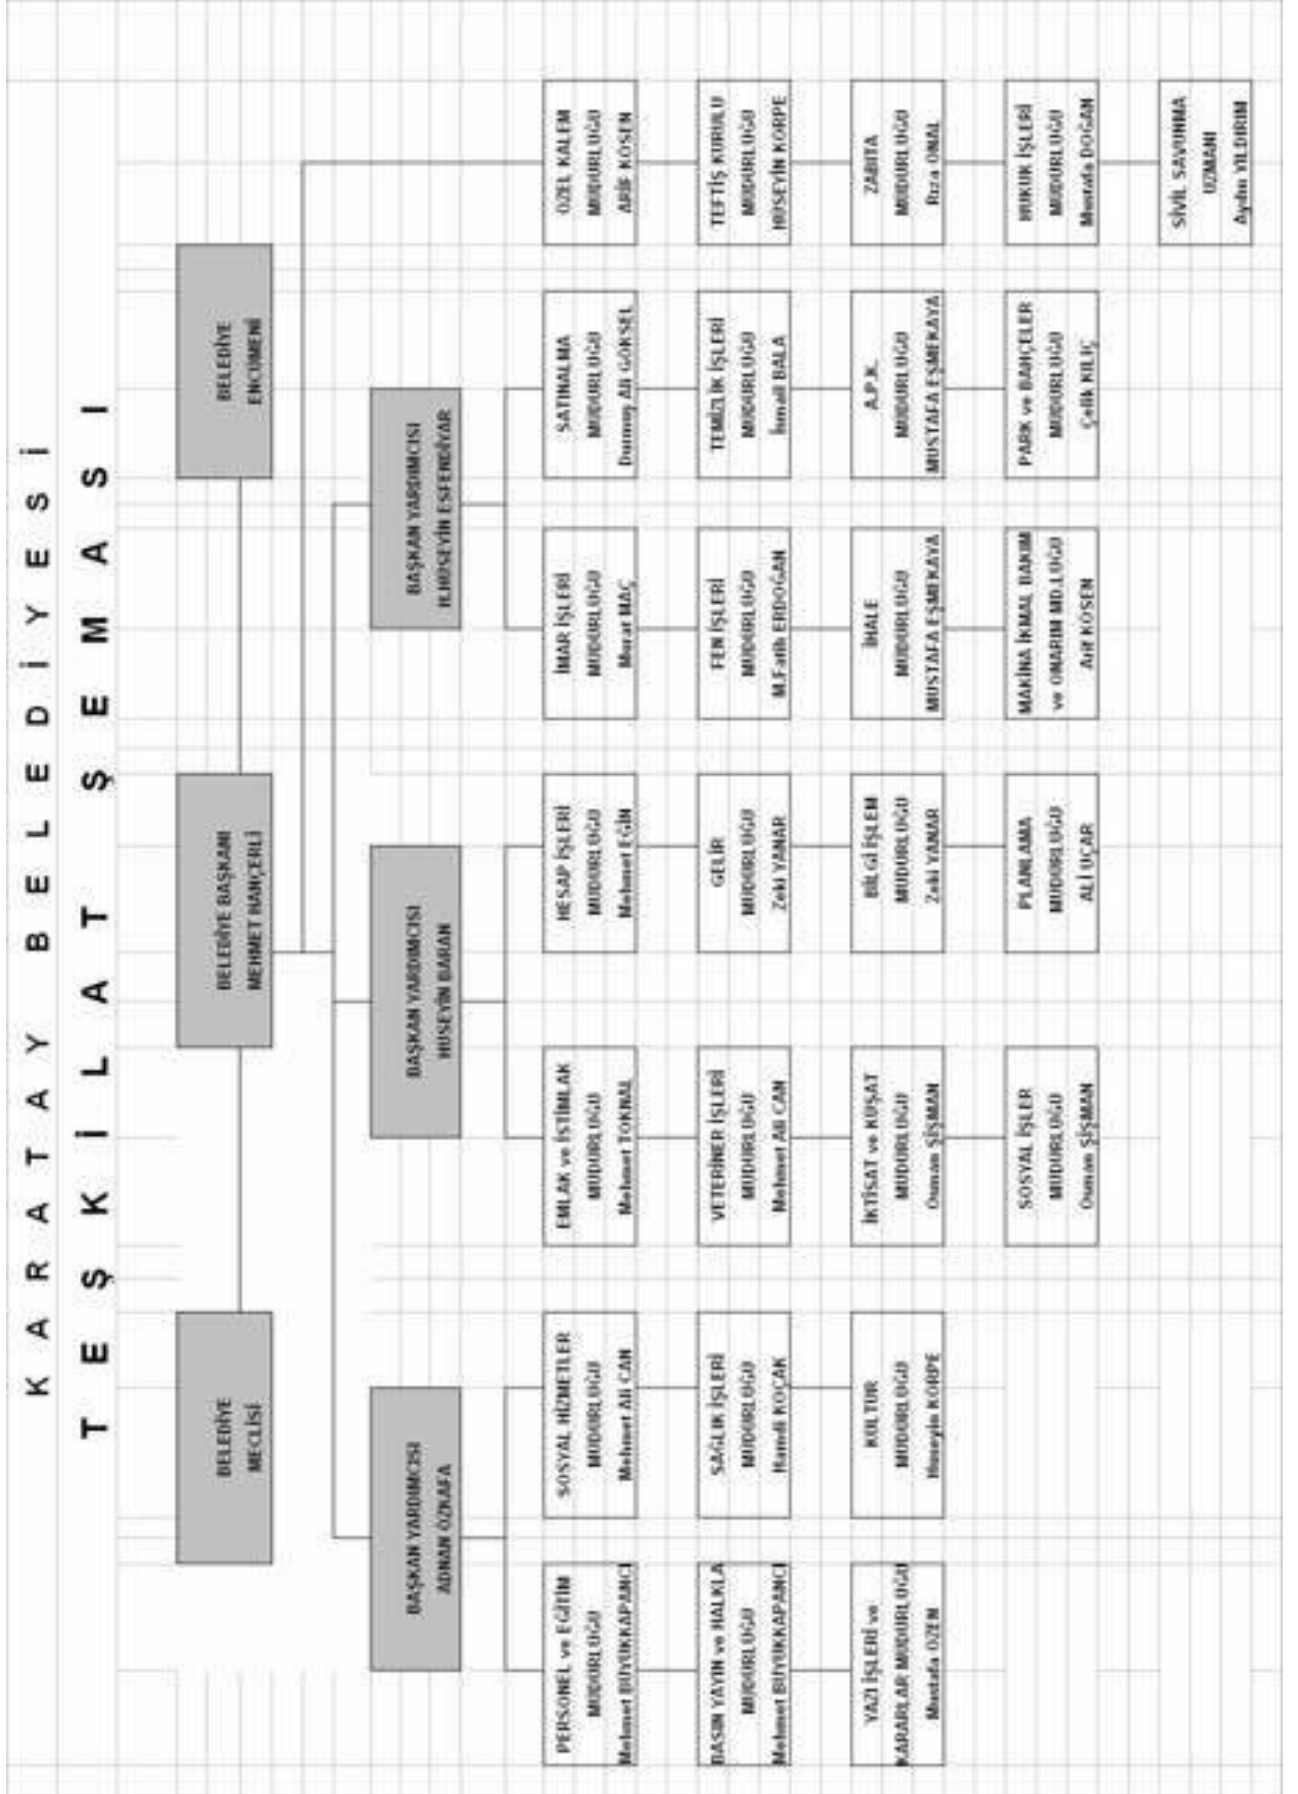 KARATAY BELEDİYESİ
TEŞKİLAT ŞEMASI
BELEDİYE
MECLİSİ
BELEDİYE BAŞKANI
MEHMET HANÇERLİ
BELEDİYE
ENCÜMENİ
BAŞKAN YARDIMCISI
ADNAN ÖZKAFA
BAŞKAN YARDIMCISI
HÜSEYİN BARAN
BAŞKAN YARDIMCISI
H.HÜSEYİN ESFENDİYAR
PERSONEL ve EĞİTİM
MÜDÜRLÜĞÜ
Mehmet BÜYÜKKAPANCI
SOSYAL HİZMETLER
MÜDÜRLÜĞÜ
Mehmet Ali CAN
EMLAK ve İSTİMLAK
MÜDÜRLÜĞÜ
Mehmet TOKNAL
HESAP İŞLERİ
MÜDÜRLÜĞÜ
Mehmet EĞİN
İMAR İŞLERİ
MÜDÜRLÜĞÜ
Murat MAÇ
SATINALMA
MÜDÜRLÜĞÜ
Durmuş Ali GÖKSEL
ÖZEL KALEM
MÜDÜRLÜĞÜ
ARİF KÖSEN
BASIN YAYIN ve HALKLA
MÜDÜRLÜĞÜ
Mehmet BÜYÜKKAPANCI
SAĞLIK İŞLERİ
MÜDÜRLÜĞÜ
Hamdi KOÇAK
VETERİNER İŞLERİ
MÜDÜRLÜĞÜ
Mehmet Ali CAN
GELİR
MÜDÜRLÜĞÜ
Zeki YANAR
FEN İŞLERİ
MÜDÜRLÜĞÜ
M.Fatih ERDOĞAN
TEMİZLİK İŞLERİ
MÜDÜRLÜĞÜ
İsmail BALA
TEFTİŞ KURULU
MÜDÜRLÜĞÜ
HÜSEYİN KÖRPE
YAZI İŞLERİ ve
KARARLAR MÜDÜRLÜĞÜ
Mustafa ÖZEN
KÜLTÜR
MÜDÜRLÜĞÜ
Hüseyin KÖRPE
İKTİSAT ve KÜŞAT
MÜDÜRLÜĞÜ
Osman ŞİŞMAN
BİLGİ İŞLEM
MÜDÜRLÜĞÜ
Zeki YANAR
İHALE
MÜDÜRLÜĞÜ
MUSTAFA EŞMEKAYA
A.P.K.
MÜDÜRLÜĞÜ
MUSTAFA EŞMEKAYA
ZABITA
MÜDÜRLÜĞÜ
Rıza ÖNAL
SOSYAL İŞLER
MÜDÜRLÜĞÜ
Osman ŞİŞMAN
PLANLAMA
MÜDÜRLÜĞÜ
ALİ UÇAR
MAKİNA İKMAL BAKIM
ve ONARIM MD.LÜĞÜ
Arif KÖSEN
PARK ve BAHÇELER
MÜDÜRLÜĞÜ
Çelik KILIÇ
HUKUK İŞLERİ
MÜDÜRLÜĞÜ
Mustafa DOĞAN
SİVİL SAVUNMA
UZMANI
Aydın YILDIRIM